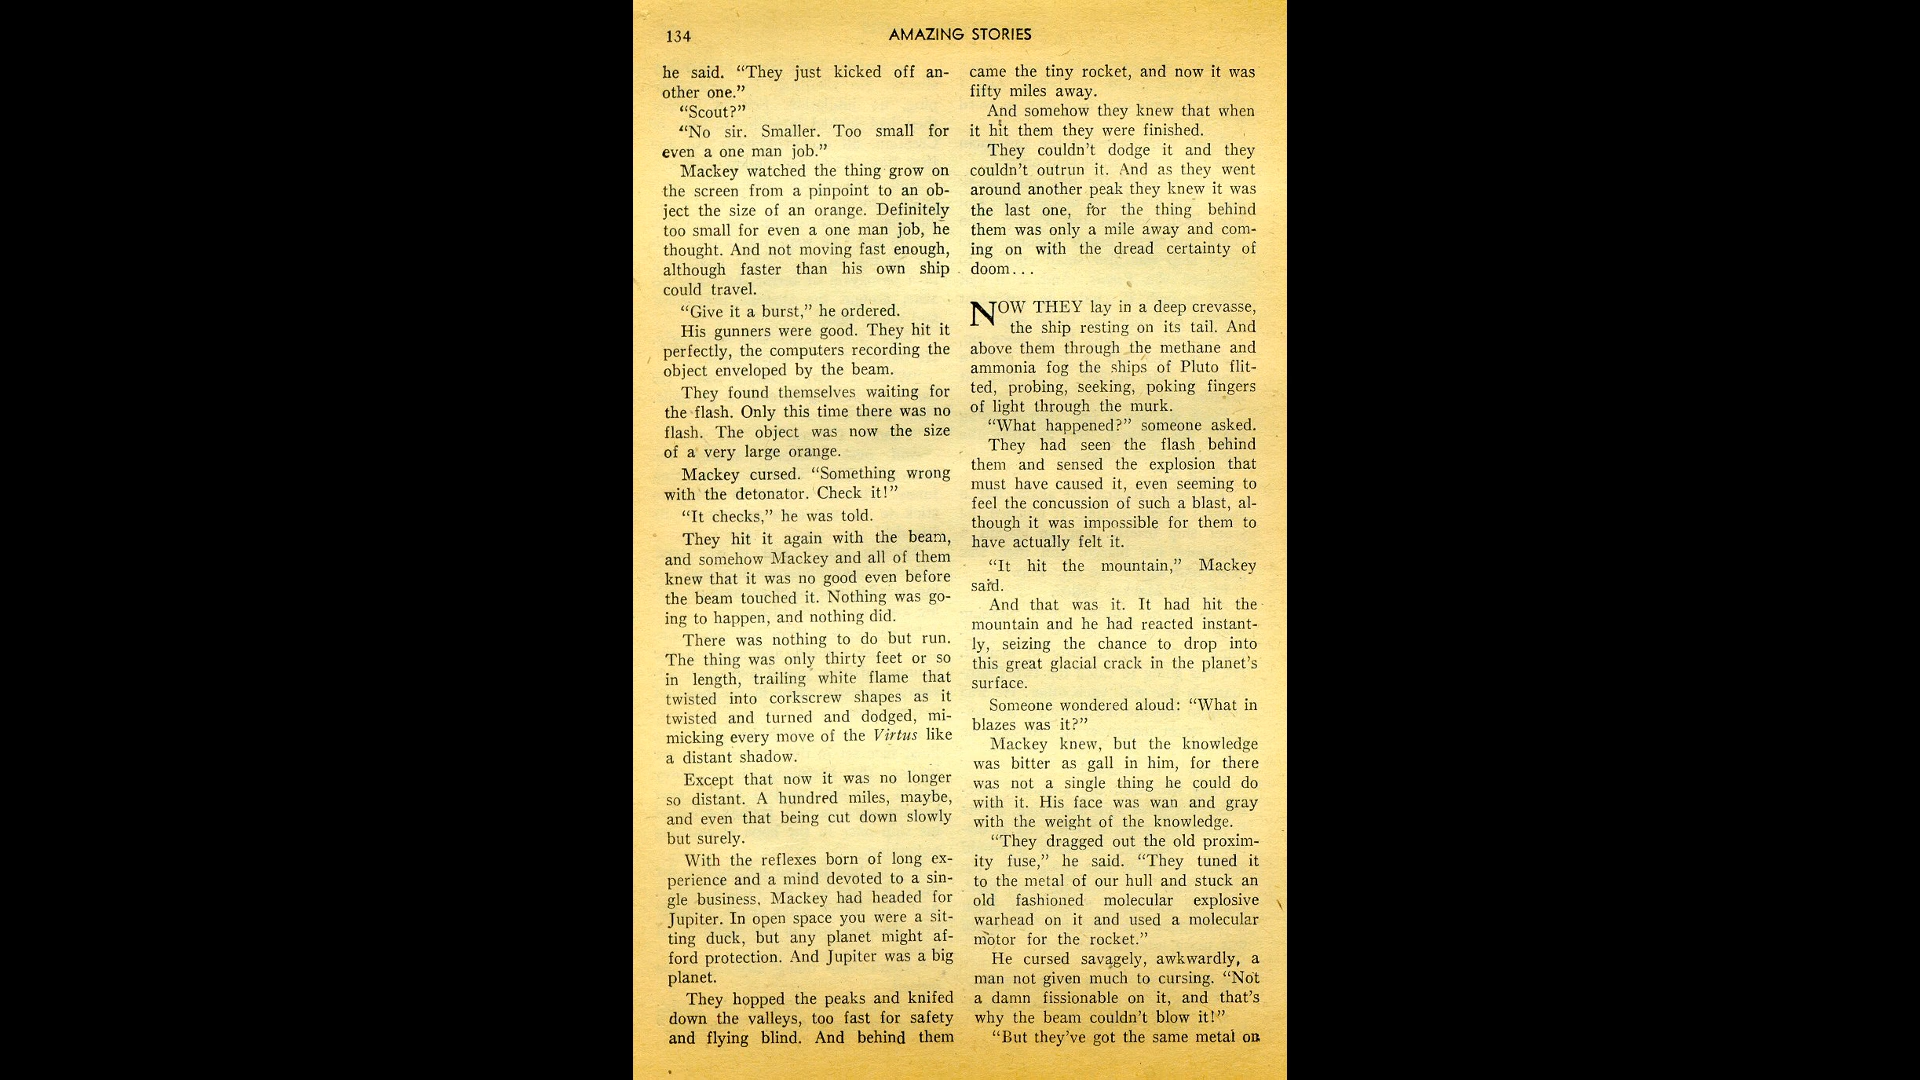 134
AMAZING STORIES
he said. “They just kicked off an-
other one.”
“Scout?”
“No sir. Smaller. Too small for
even a one man job.”
Mackey watched the thing grow on
the screen from a pinpoint to an ob-
ject the size of an orange. Definitely
too small for even a one man job, he
thought. And not moving fast enough,
although faster than his own ship
could travel.
“Give it a burst,” he ordered.
His gunners were good. They hit it
perfectly, the computers recording the
object enveloped by the beam.
They found themselves waiting for
the flash. Only this time there was no
flash. The object was now the size
of a very large orange.
Mackey cursed. “Something wrong
with the detonator. Check it!”
“It checks,” he was told.
They hit it again with the beam,
and somehow Mackey and all of them
knew that it was no good even before
the beam touched it. Nothing was go-
ing to happen, and nothing did.
There was nothing to do but run.
The thing was only thirty feet or so
in length, trailing white flame that
twisted into corkscrew shapes as it
twisted and turned and dodged, mi-
micking every move of the Virtus like
a distant shadow.
Except that now it was no longer
so distant. A hundred miles, maybe,
and even that being cut down slowly
but surely.
With the reflexes born of long ex-
perience and a mind devoted to a sin-
gle business, Mackey had headed for
Jupiter. In open space you were a sit-
ting duck, but any planet might af-
ford protection. And Jupiter was a big
planet.
They hopped the peaks and knifed
down the valleys, too fast for safety
and flying blind. And behind them
came the tiny rocket, and now it was
fifty miles away.
And somehow they knew that when
it hit them they were finished.
They couldn’t dodge it and they
couldn’t outrun it. And as they went
around another peak they knew it was
the last one, for the thing behind
them was only a mile away and com-
ing on with the dread certainty of
doom...
NOW THEY lay in a deep crevasse,
the ship resting on its tail. And
above them through the methane and
ammonia fog the ships of Pluto flit-
ted, probing, seeking, poking fingers
of light through the murk.
“What happened?” someone asked.
They had seen the flash behind
them and sensed the explosion that
must have caused it, even seeming to
feel the concussion of such a blast, al-
though it was impossible for them to
have actually felt it.
“It hit the mountain,” Mackey
said.
And that was it. It had hit the
mountain and he had reacted instant-
ly, seizing the chance to drop into
this great glacial crack in the planet’s
surface.
Someone wondered aloud: “What in
blazes was it?”
Mackey knew, but the knowledge
was bitter as gall in him, for there
was not a single thing he could do
with it. His face was wan and gray
with the weight of the knowledge.
“They dragged out the old proxim-
ity fuse,” he said. “They tuned it
to the metal of our hull and stuck an
old fashioned molecular explosive
warhead on it and used a molecular
motor for the rocket.”
He cursed savagely, awkwardly, a
man not given much to cursing. “Not
a damn fissionable on it, and that’s
why the beam couldn’t blow it!”
“But they’ve got the same metal on